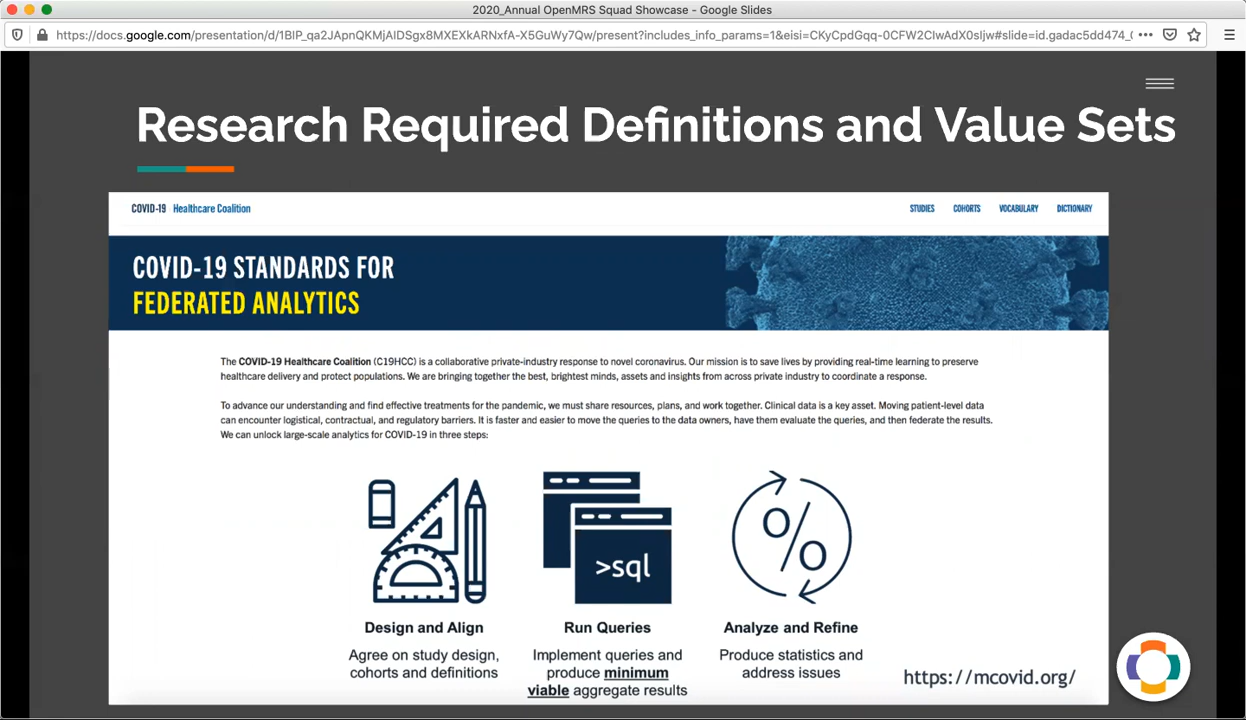 2020_Annual OpenMRS Squad Showcase - Google Slides
https://docs.google.com/presentation/d/1BIP_qa2JApnQKMjAIDSgx8MXEXkARNxfA-X5GuWy7Qw/present?includes_info_params=1&eisi=CKyCpdGqq-0CFW2CIwAdX0sIjw#slide=id.gadac5dd474_0
Research Required Definitions and Value Sets
COVID-19 Healthcare Coalition
STUDIES COHORTS VOCABULARY DICTIONARY
COVID-19 STANDARDS FOR
FEDERATED ANALYTICS
The COVID-19 Healthcare Coalition (C19HCC) is a collaborative private-industry response to novel coronavirus. Our mission is to save lives by providing real-time learning to preserve
healthcare delivery and protect populations. We are bringing together the best, brightest minds, assets and insights from across private industry to coordinate a response.
To advance our understanding and find effective treatments for the pandemic, we must share resources, plans, and work together. Clinical data is a key asset. Moving patient-level data
can encounter logistical, contractual, and regulatory barriers. It is faster and easier to move the queries to the data owners, have them evaluate the queries, and then federate the results.
We can unlock large-scale analytics for COVID-19 in three steps:
>sql
%
Design and Align
Agree on study design,
cohorts and definitions
Run Queries
Implement queries and
produce minimum
viable aggregate results
Analyze and Refine
Produce statistics and
address issues
https://mcovid.org/